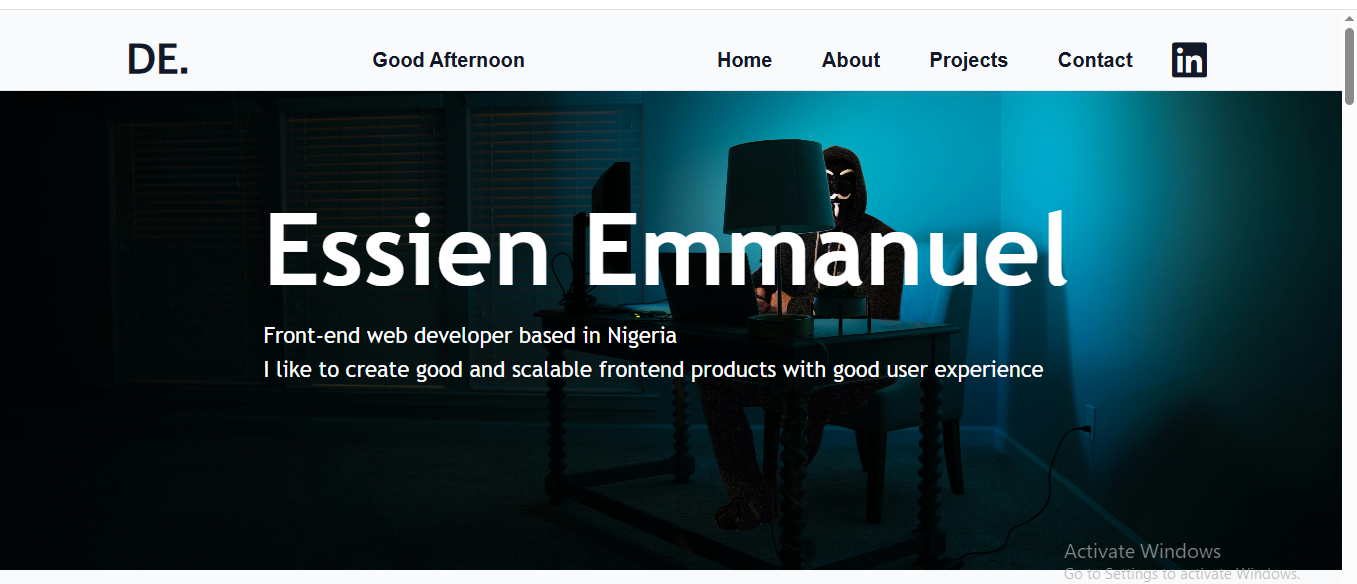 DE.
Good Afternoon
Home About Projects Contact in
Essien Emmanuel
Front-end web developer based in Nigeria
I like to create good and scalable frontend products with good user experience
Activate Windows
Go to Settings to activate Windows.